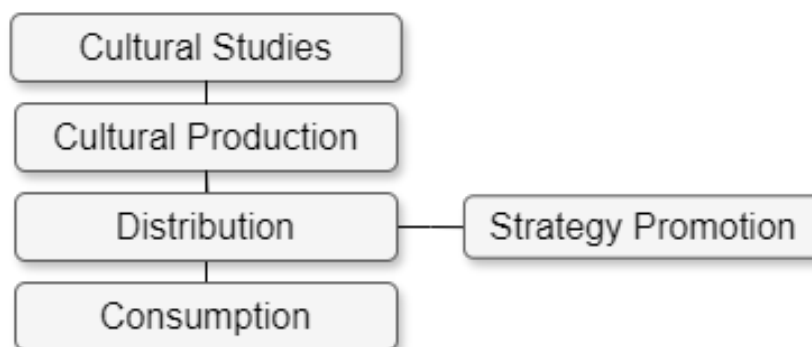 Cultural Studies
Cultural Production
Distribution
Strategy Promotion
Consumption